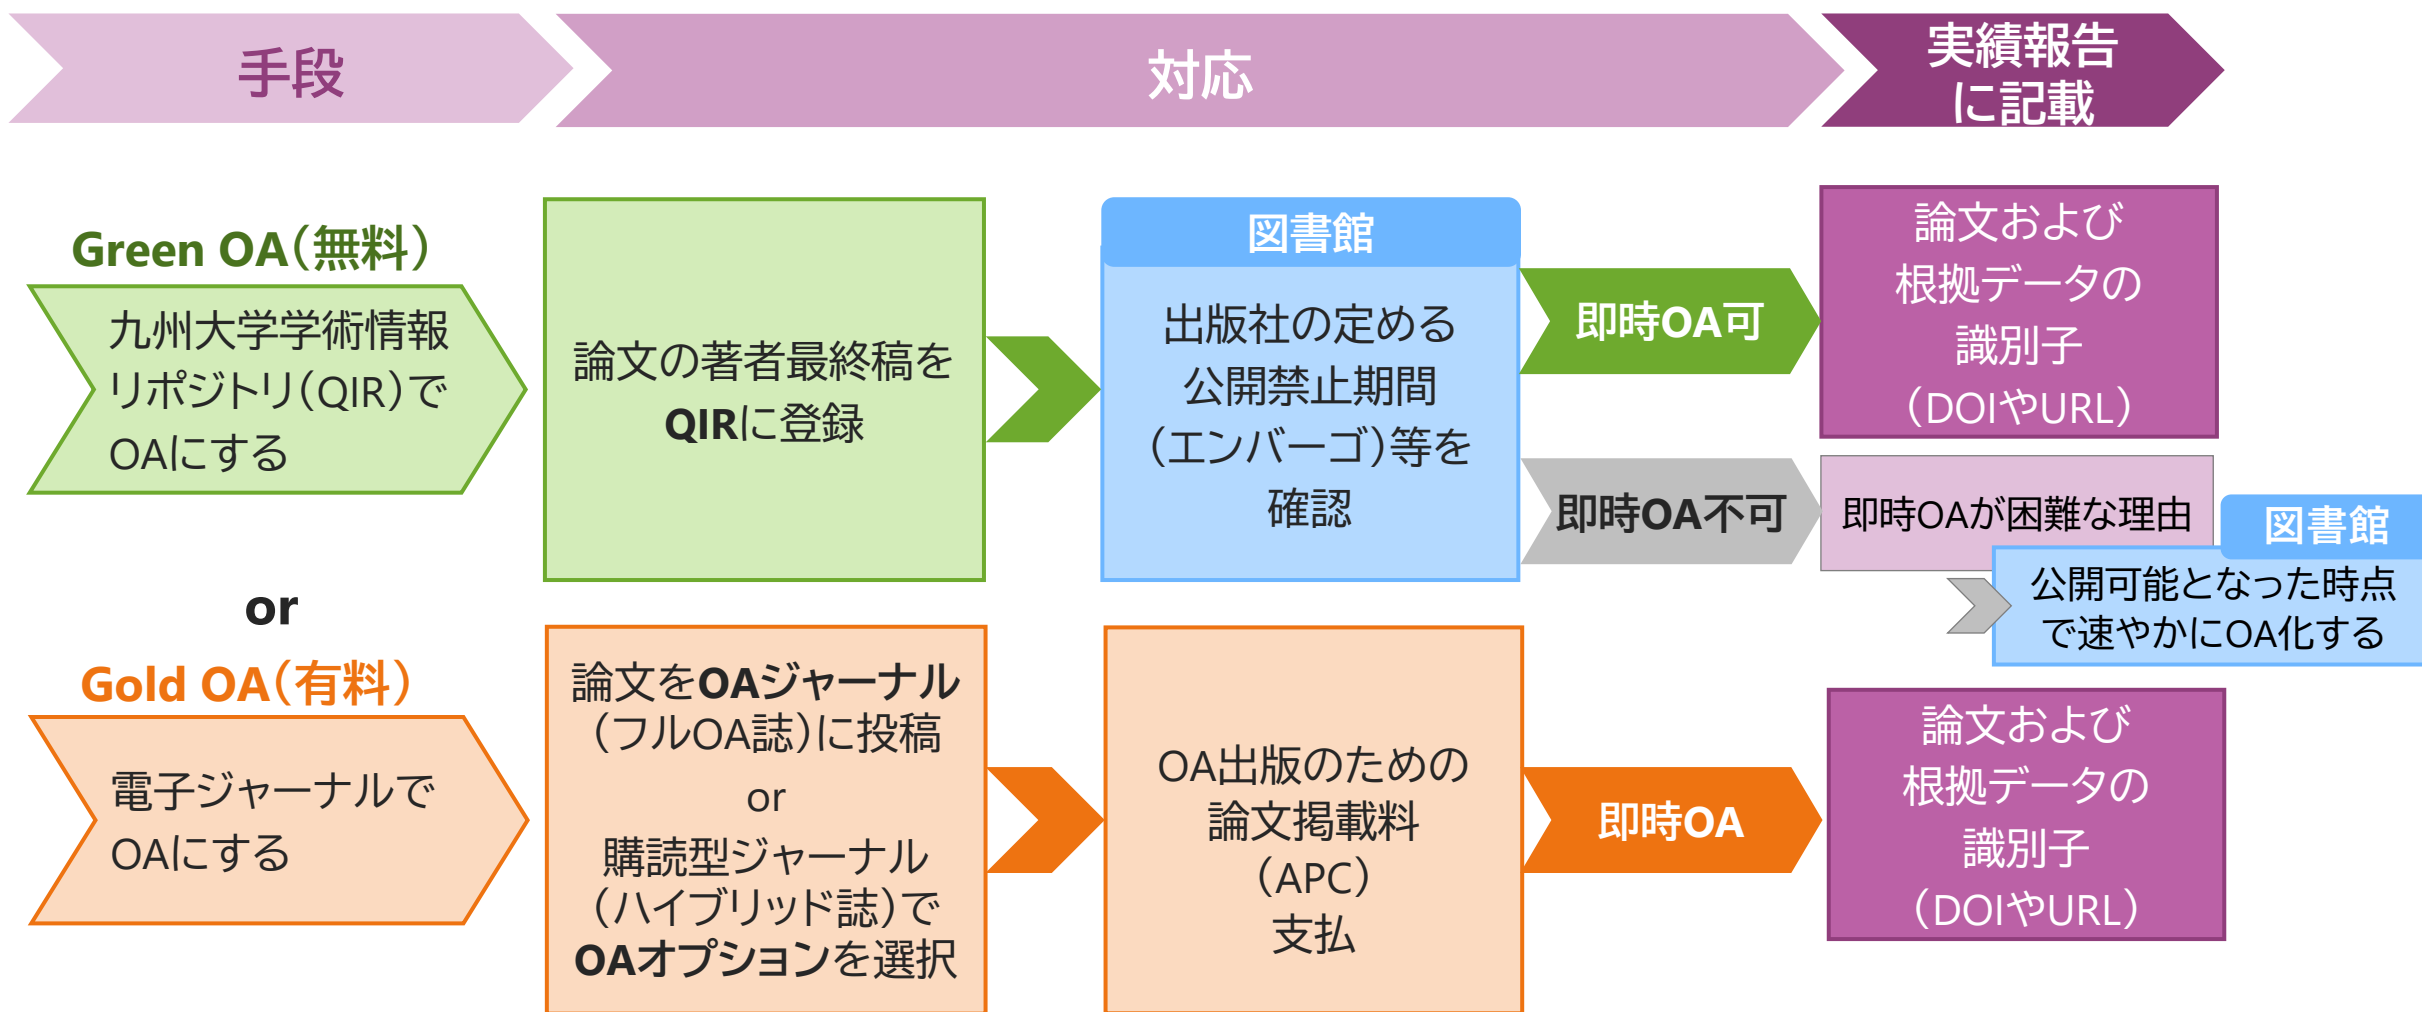 手段
対応
実績報告
に記載
Green OA（無料）
九州大学学術情報
リポジトリ（QIR）で
OAにする
論文の著者最終稿を
QIRに登録
図書館
出版社の定める
公開禁止期間
（エンバーゴ）等を
確認
即時OA可
論文および
根拠データの
識別子
（DOIやURL）
即時OA不可
即時OAが困難な理由
図書館
公開可能となった時点
で速やかにOA化する
or
Gold OA（有料）
電子ジャーナルで
OAにする
論文をOAジャーナル
（フルOA誌）に投稿
or
購読型ジャーナル
（ハイブリッド誌）で
OAオプションを選択
OA出版のための
論文掲載料
（APC）
支払
即時OA
論文および
根拠データの
識別子
（DOIやURL）